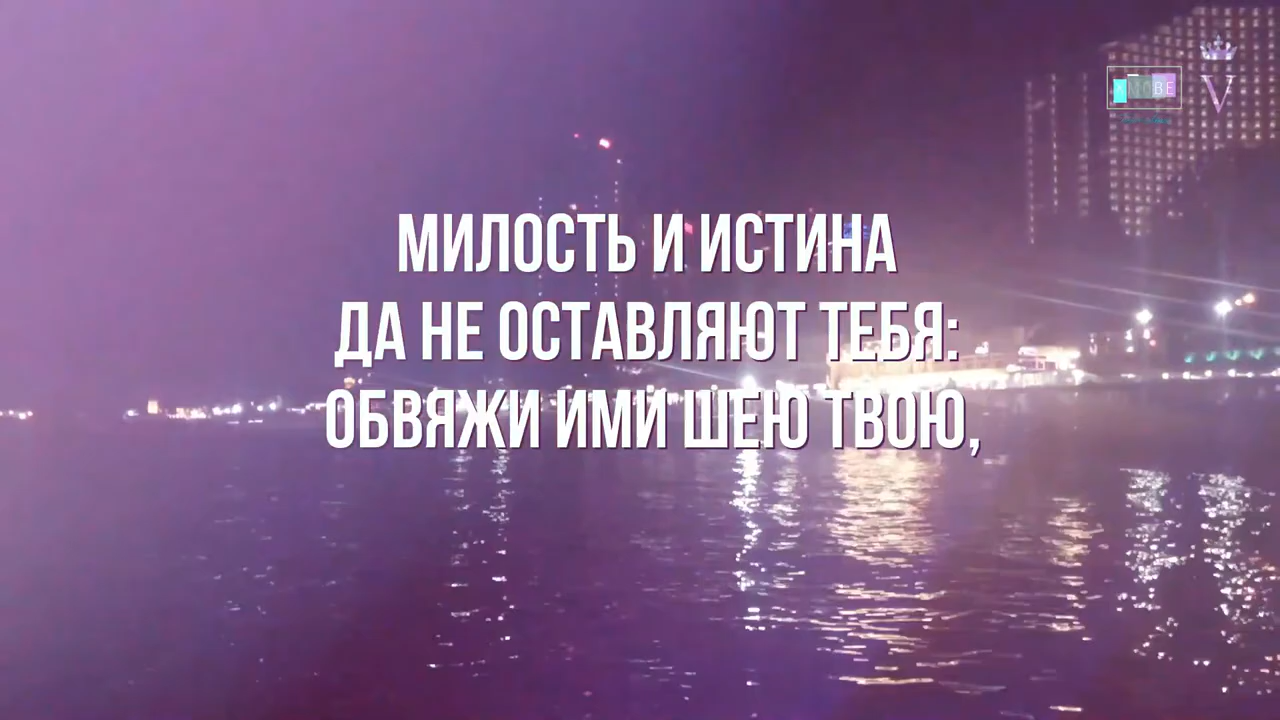 МИЛОСТЬ И ИСТИНА
ДА НЕ ОСТАВЛЯЮТ ТЕБЯ:
ОБВЯЖИ ИМИ ШЕЮ ТВОЮ,
V